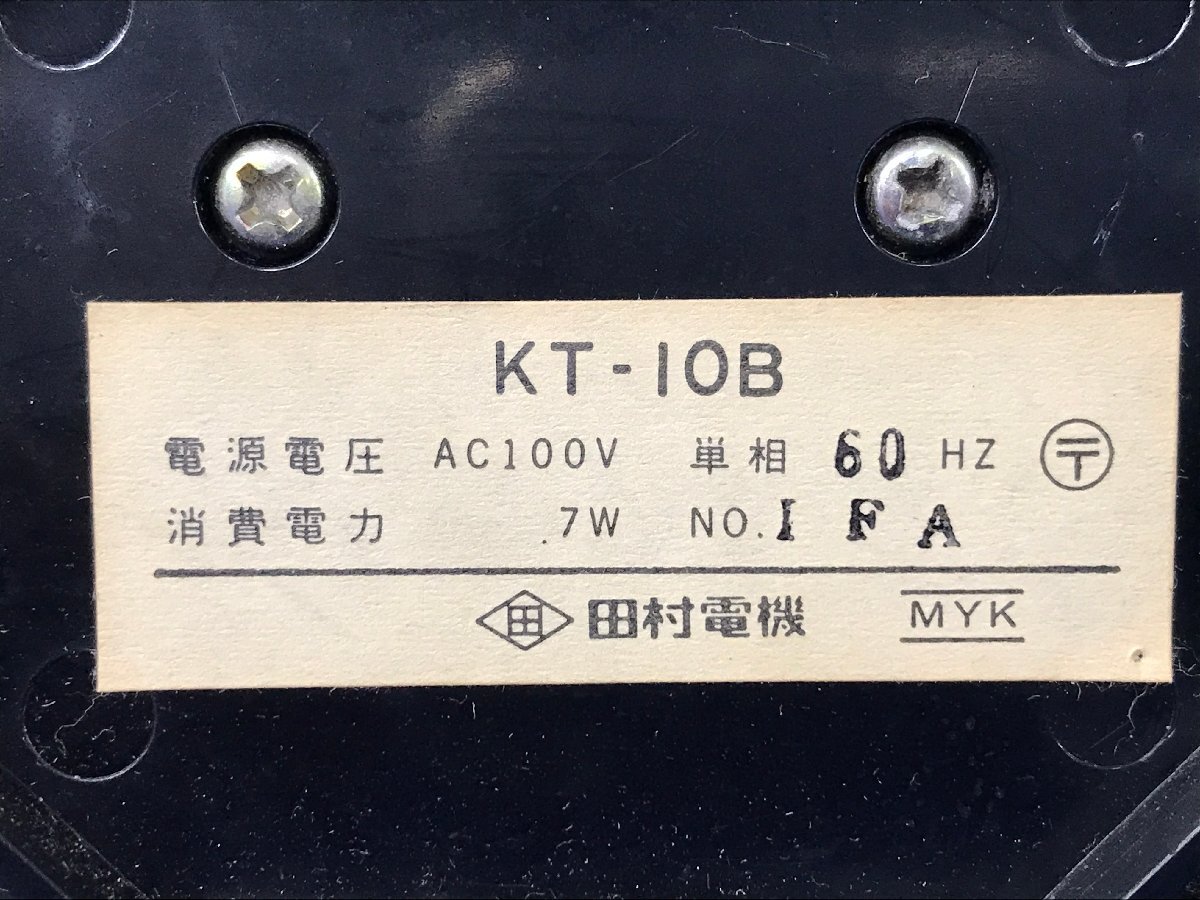 KT-10B
電源電圧 AC100V 単相 60 HZ 〒
消費電力 7W NO. I F A
田 田村電機 MYK